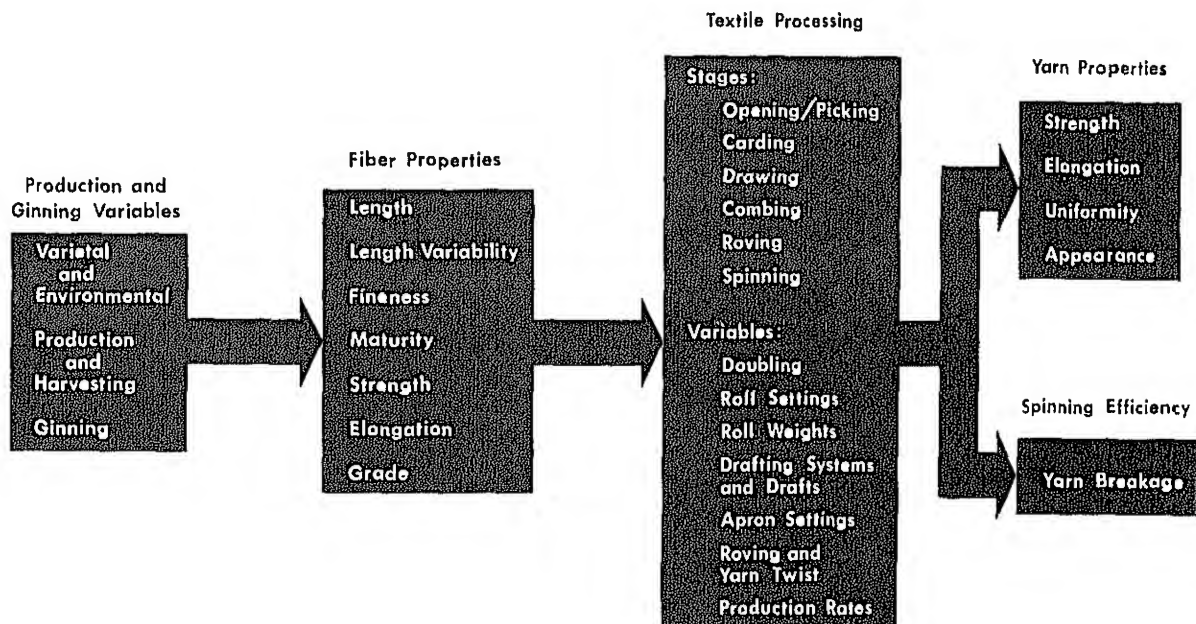 Production and
Ginning Variables
Varietal
and
Environmental
Production
and
Harvesting
Ginning
Fiber Properties
Length
Length Variability
Fineness
Maturity
Strength
Elongation
Grade
Textile Processing
Stages:
Opening/Picking
Carding
Drawing
Combing
Roving
Spinning
Variables:
Doubling
Roll Settings
Roll Weights
Drafting Systems
and Drafts
Apron Settings
Roving and
Yarn Twist
Production Rates
Yarn Properties
Strength
Elongation
Uniformity
Appearance
Spinning Efficiency
Yarn Breakage